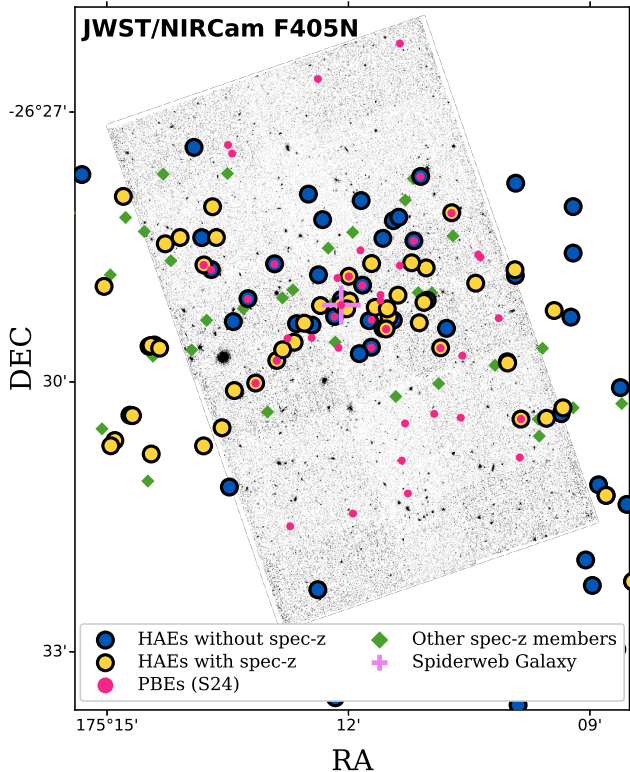 JWST/NIRCam F405N
-26°27'
30'
33'
DEC
HAEs without spec-z
HAEs with spec-z
PBEs (S24)
Other spec-z members
Spiderweb Galaxy
175°15'
12'
09'
RA